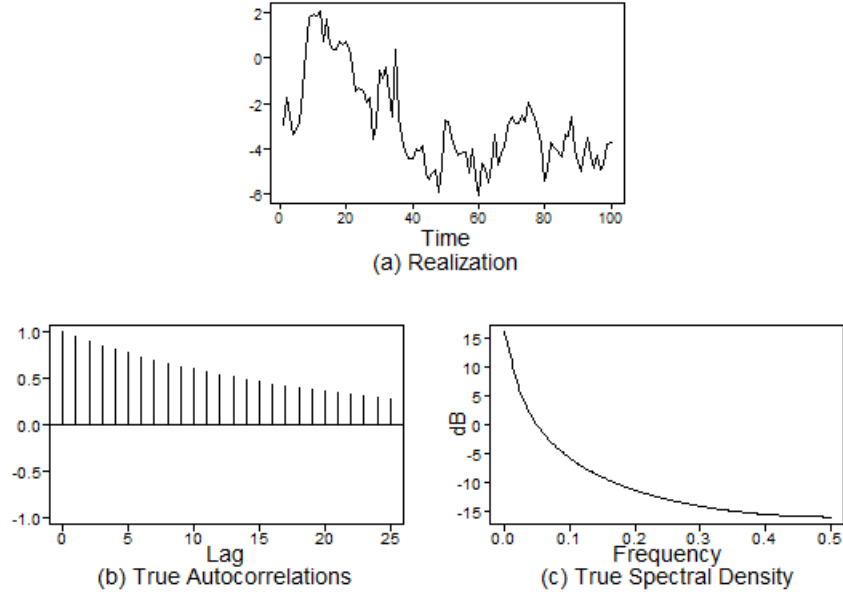 2
0
-2
-4
-6
0 20 40 60 80 100
Time
(a) Realization
1.0
0.5
0.0
-0.5
-1.0
0 5 10 15 20 25
Lag
(b) True Autocorrelations
15
10
5
0
-5
-10
-15
dB
0.0 0.1 0.2 0.3 0.4 0.5
Frequency
(c) True Spectral Density